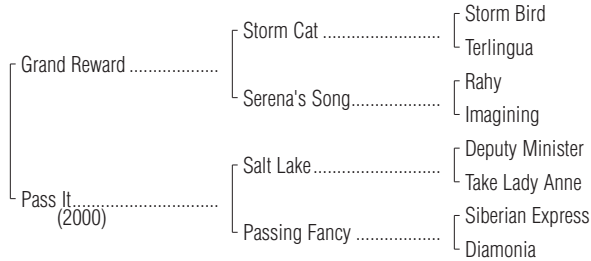 Storm Bird
Storm Cat ........................
Terlingua
Grand Reward ..................
Rahy
Serena's Song..................
Imagining
Deputy Minister
Salt Lake..........................
Take Lady Anne
Pass It.............................
(2000)
Siberian Express
Passing Fancy .................
Diamonia